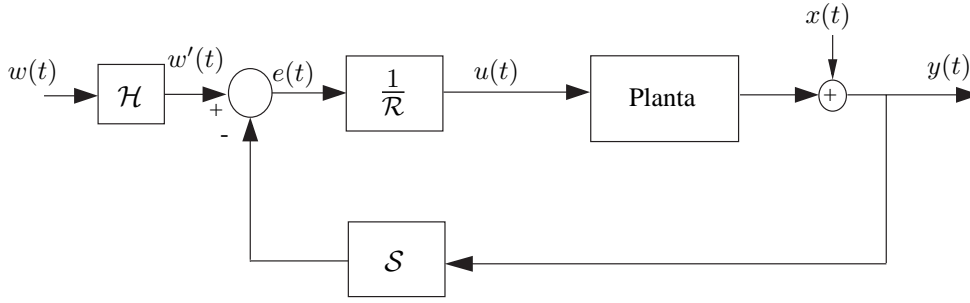 x(t)
w(t)
H
w'(t)
+
-
e(t)
1
R
u(t)
Planta
+
y(t)
S